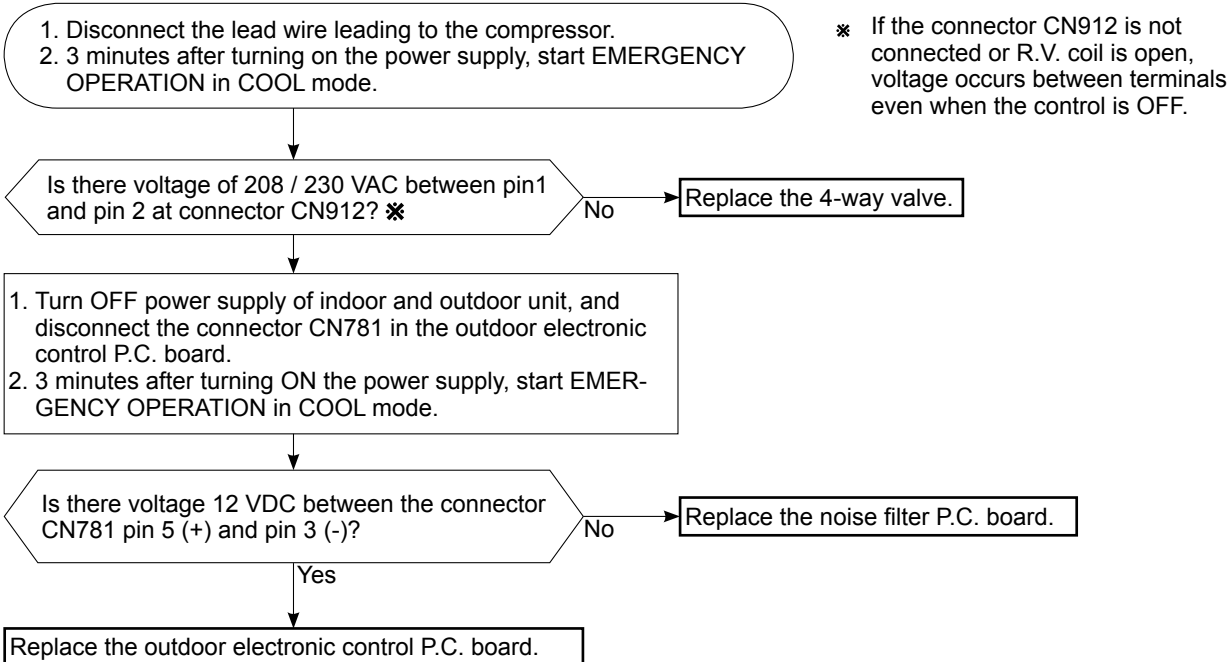 1. Disconnect the lead wire leading to the compressor.
2. 3 minutes after turning on the power supply, start EMERGENCY
OPERATION in COOL mode.
※ If the connector CN912 is not
connected or R.V. coil is open,
voltage occurs between terminals
even when the control is OFF.
Is there voltage of 208 / 230 VAC between pin1
and pin 2 at connector CN912? ※
No
Replace the 4-way valve.
1. Turn OFF power supply of indoor and outdoor unit, and
disconnect the connector CN781 in the outdoor electronic
control P.C. board.
2. 3 minutes after turning ON the power supply, start EMER-
GENCY OPERATION in COOL mode.
Is there voltage 12 VDC between the connector
CN781 pin 5 (+) and pin 3 (-)?
No
Replace the noise filter P.C. board.
Yes
Replace the outdoor electronic control P.C. board.